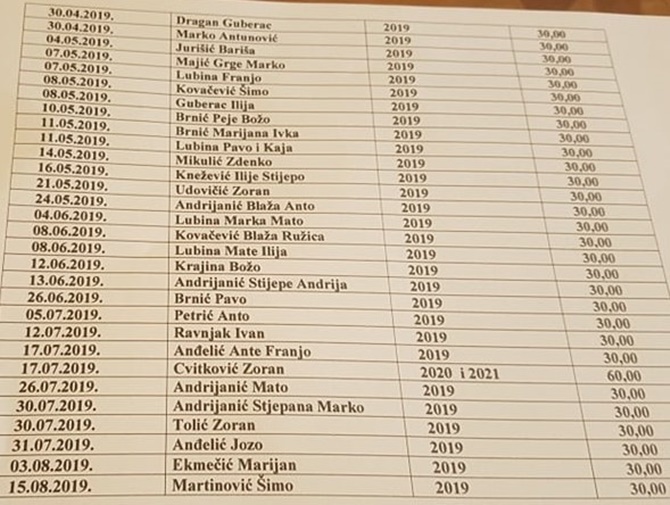 30.04.2019. Dragan Guberac 2019 30,00
30.04.2019. Marko Antunović 2019 30,00
04.05.2019. Jurišić Bariša 2019 30,00
07.05.2019. Majić Grge Marko 2019 30,00
07.05.2019. Lubina Franjo 2019 30,00
08.05.2019. Kovačević Šimo 2019 30,00
08.05.2019. Guberac Ilija 2019 30,00
10.05.2019. Brnić Peje Božo 2019 30,00
11.05.2019. Brnić Marijana Ivka 2019 30,00
11.05.2019. Lubina Pavo i Kaja 2019 30,00
14.05.2019. Mikulić Zdenko 2019 30,00
16.05.2019. Knežević Ilije Stijepo 2019 30,00
21.05.2019. Udovičić Zoran 2019 30,00
24.05.2019. Andrijanić Blaža Anto 2019 30,00
04.06.2019. Lubina Marka Mato 2019 30,00
08.06.2019. Kovačević Blaža Ružica 2019 30,00
08.06.2019. Lubina Mate Ilija 2019 30,00
12.06.2019. Krajina Božo 2019 30,00
13.06.2019. Andrijanić Stijepe Andrija 2019 30,00
26.06.2019. Brnić Pavo 2019 30,00
05.07.2019. Petrić Anto 2019 30,00
12.07.2019. Ravnjak Ivan 2019 30,00
17.07.2019. Anđelić Ante Franjo 2019 30,00
17.07.2019. Cvitković Zoran 2020 i 2021 60,00
26.07.2019. Andrijanić Mato 2019 30,00
30.07.2019. Andrijanić Stjepana Marko 2019 30,00
30.07.2019. Tolić Zoran 2019 30,00
31.07.2019. Anđelić Jozo 2019 30,00
03.08.2019. Ekmečić Marijan 2019 30,00
15.08.2019. Martinović Šimo 2019 30,00